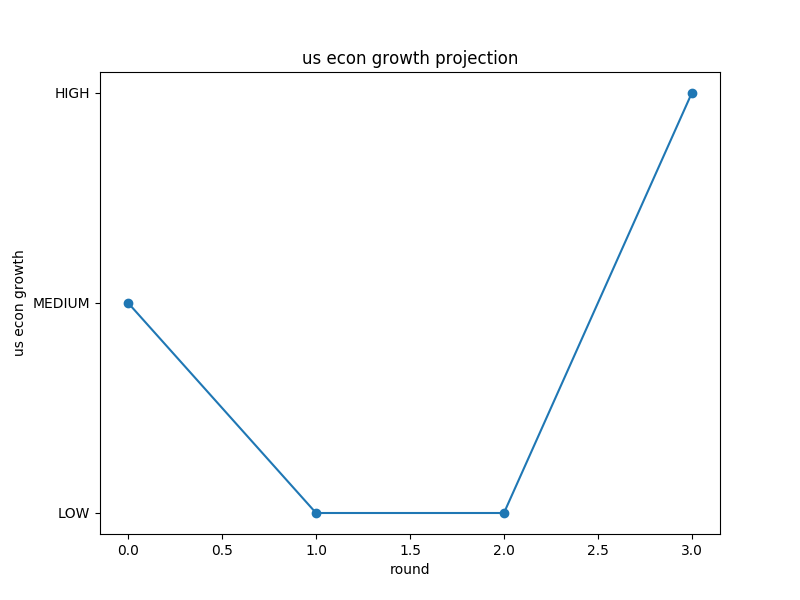 us econ growth projection
HIGH
MEDIUM
LOW
us econ growth
0.0 0.5 1.0 1.5 2.0 2.5 3.0
round